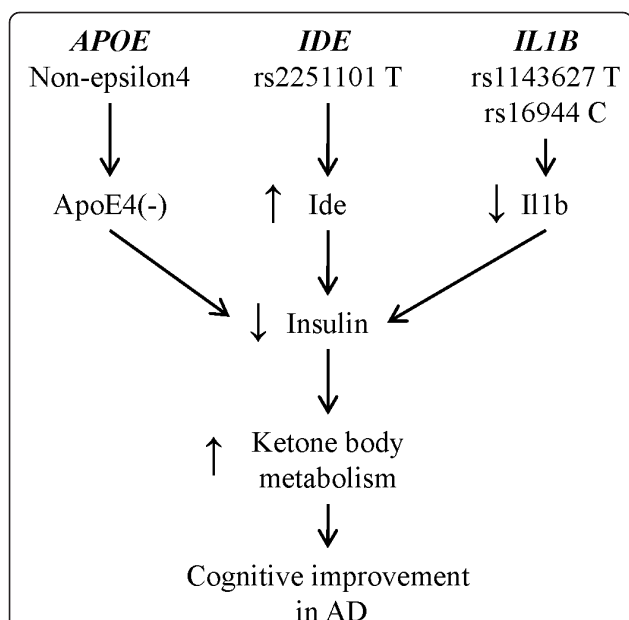 APOE IDE IL1B
Non-epsilon4 rs2251101 T rs1143627 T
rs16944 C
ApoE4(-) ↑ Ide ↓ Il1b
↓ Insulin
↑ Ketone body
metabolism
Cognitive improvement
in AD